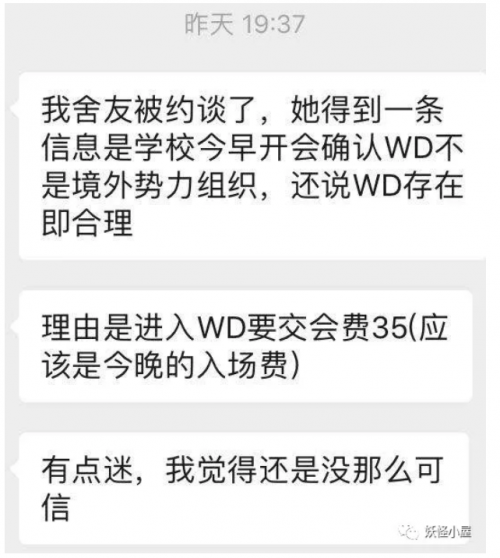 昨天 19:37
我舍友被约谈了，她得到一条
信息是学校今早开会确认WD不
是境外势力组织，还说WD存在
即合理
理由是进入WD要交会费35(应
该是今晚的入场费)
有点迷，我觉得还是没那么可
信
妖怪小屋